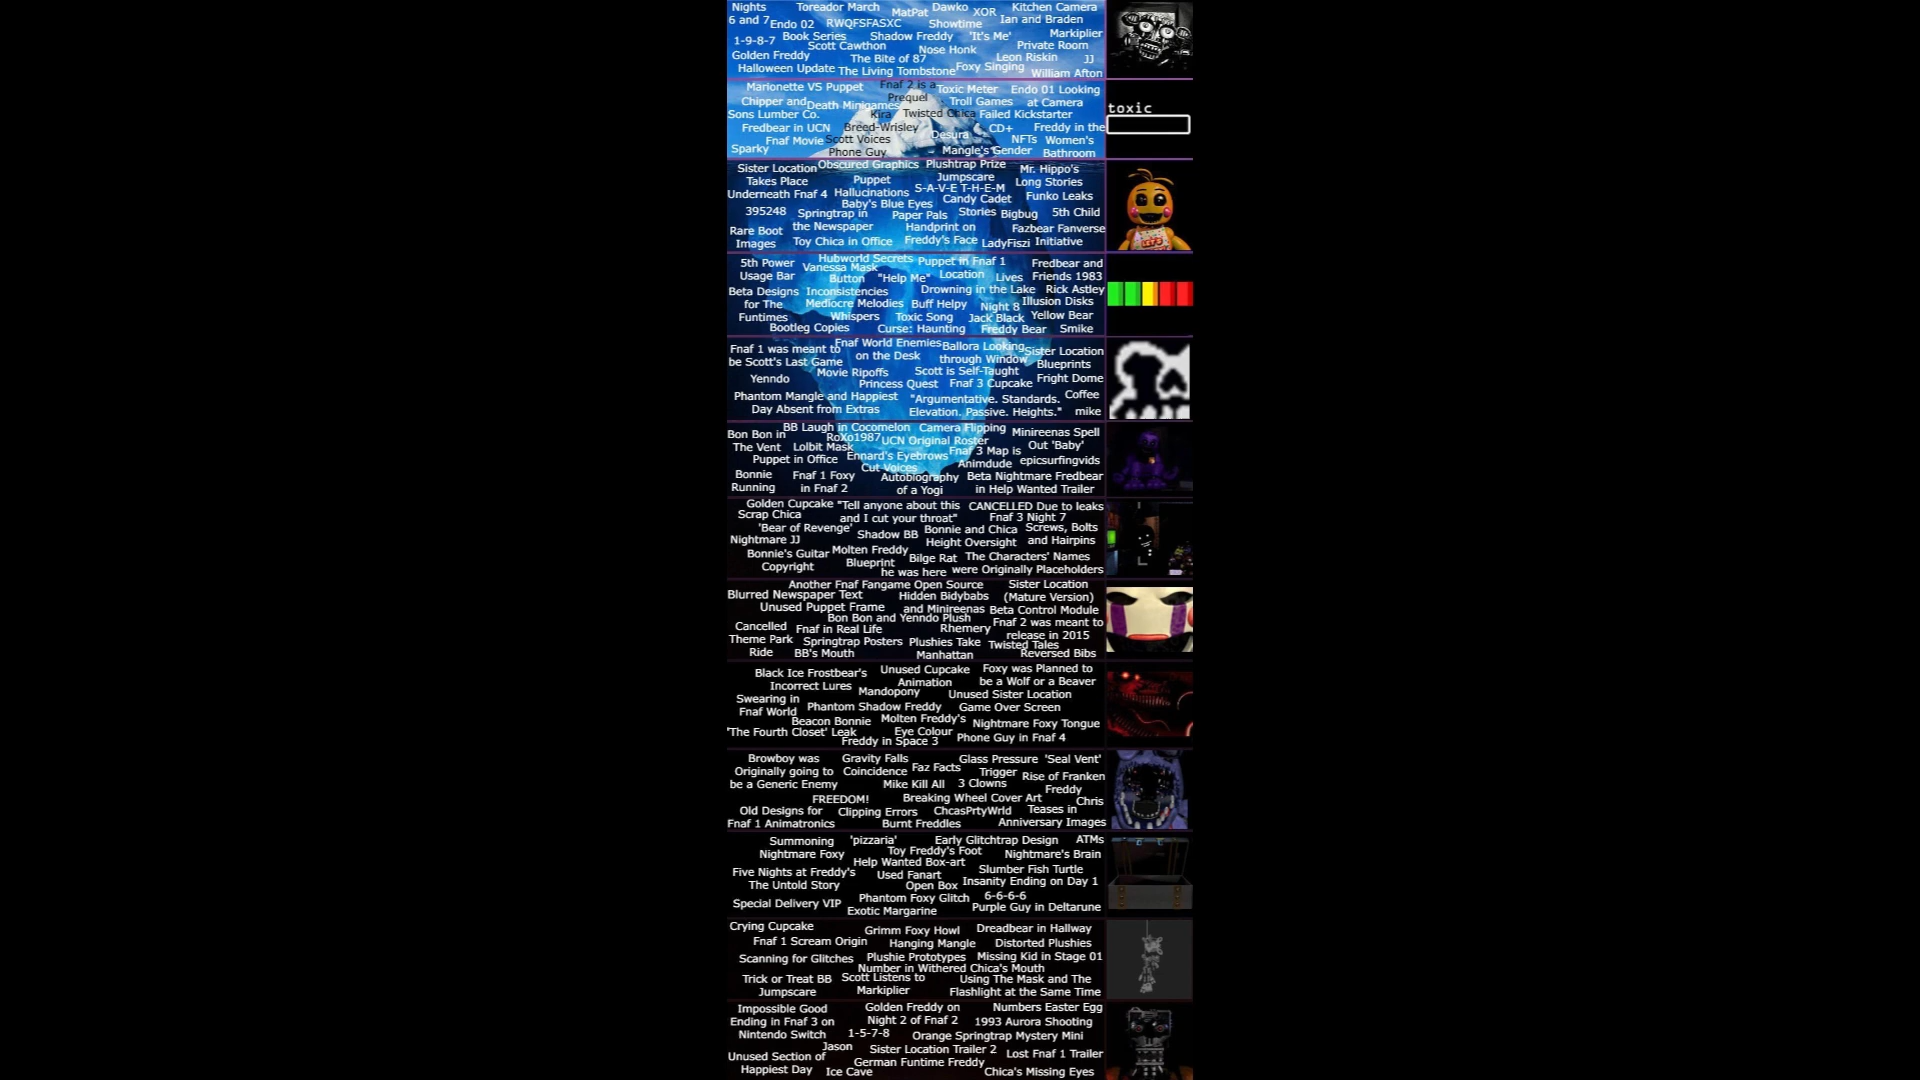 Nights
6 and 7
Toreador March
MatPat
Dawko
XOR
Kitchen Camera
Endo 02
RWQFSFASXC
Showtime
Ian and Braden
1-9-8-7
Book Series
Shadow Freddy
'It's Me'
Markiplier
Scott Cawthon
Nose Honk
Private Room
Golden Freddy
The Bite of 87
Leon Riskin
JJ
Halloween Update
The Living Tombstone
Foxy Singing
William Afton
Marionette VS Puppet
Fnaf 2 is a
Prequel
Toxic Meter
Endo 01 Looking
at Camera
Chipper and
Sons Lumber Co.
Death Minigames
Troll Games
Kira
Breed-Wrisley
Twisted Chica
Failed Kickstarter
Fredbear in UCN
CD+
Freddy in the
Women's
Bathroom
Fnaf Movie
Scott Voices
Phone Guy
Desura
NFTs
Sparky
Mangle's Gender
toxic
Sister Location
Takes Place
Underneath Fnaf 4
Obscured Graphics
Plushtrap Prize
Jumpscare
Mr. Hippo's
Long Stories
Puppet
Hallucinations
S-A-V-E T-H-E-M
Funko Leaks
Baby's Blue Eyes
Candy Cadet
Stories
395248
Springtrap in
the Newspaper
Paper Pals
Bigbug
5th Child
Rare Boot
Images
Handprint on
Freddy's Face
Fazbear Fanverse
Initiative
Toy Chica in Office
LadyFiszi
5th Power
Usage Bar
Hubworld Secrets
Puppet in Fnaf 1
Location
Fredbear and
Friends 1983
Vanessa Mask
Button
"Help Me"
Lives
Beta Designs
for The
Funtimes
Inconsistencies
Drowning in the Lake
Rick Astley
Mediocre Melodies
Buff Helpy
Night 8
Illusion Disks
Whispers
Toxic Song
Jack Black
Yellow Bear
Bootleg Copies
Curse: Haunting
Freddy Bear
Smike
Fnaf 1 was meant to
be Scott's Last Game
Fnaf World Enemies
on the Desk
Ballora Looking
through Window
Sister Location
Blueprints
Yenndo
Movie Ripoffs
Scott is Self-Taught
Princess Quest
Fnaf 3 Cupcake
Fright Dome
Phantom Mangle and Happiest
Day Absent from Extras
"Argumentative. Standards.
Elevation. Passive. Heights."
Coffee
mike
BB Laugh in Cocomelon
Camera Flipping
Bon Bon in
The Vent
RoXo1987
UCN Original Roster
Minireenas Spell
Out 'Baby'
Lolbit Mask
Puppet in Office
Ennard's Eyebrows
Fnaf 3 Map is
Animdude
epicsurfingvids
Cut Voices
Bonnie
Running
Fnaf 1 Foxy
in Fnaf 2
Autobiography
of a Yogi
Beta Nightmare Fredbear
in Help Wanted Trailer
Golden Cupcake
"Tell anyone about this
and I cut your throat"
CANCELLED Due to leaks
Scrap Chica
Fnaf 3 Night 7
'Bear of Revenge'
Shadow BB
Bonnie and Chica
Height Oversight
Screws, Bolts
and Hairpins
Nightmare JJ
Bonnie's Guitar
Copyright
Molten Freddy
Blueprint
Bilge Rat
The Characters' Names
were Originally Placeholders
he was here
Another Fnaf Fangame Open Source
Sister Location
(Mature Version)
Blurred Newspaper Text
Hidden Bidybabs
and Minireenas
Unused Puppet Frame
Beta Control Module
Bon Bon and Yenndo Plush
Cancelled
Theme Park
Ride
Fnaf in Real Life
Rhemery
Fnaf 2 was meant to
release in 2015
Springtrap Posters
Plushies Take
Manhattan
Twisted Tales
BB's Mouth
Reversed Bibs
Black Ice Frostbear's
Incorrect Lures
Unused Cupcake
Animation
Foxy was Planned to
be a Wolf or a Beaver
Mandopony
Swearing in
Fnaf World
Unused Sister Location
Game Over Screen
Phantom Shadow Freddy
Beacon Bonnie
Molten Freddy's
Eye Colour
Nightmare Foxy Tongue
'The Fourth Closet' Leak
Freddy in Space 3
Phone Guy in Fnaf 4
Browboy was
Originally going to
be a Generic Enemy
Gravity Falls
Coincidence
Faz Facts
Glass Pressure
Trigger
'Seal Vent'
Mike Kill All
3 Clowns
Rise of Franken
Freddy
FREEDOM!
Breaking Wheel Cover Art
Chris
Old Designs for
Fnaf 1 Animatronics
Clipping Errors
ChcasPrtyWrld
Teases in
Anniversary Images
Burnt Freddles
Summoning
Nightmare Foxy
'pizzaria'
Early Glitchtrap Design
ATMs
Toy Freddy's Foot
Nightmare's Brain
Help Wanted Box-art
Five Nights at Freddy's
The Untold Story
Used Fanart
Slumber Fish Turtle
Open Box
Insanity Ending on Day 1
Special Delivery VIP
Phantom Foxy Glitch
6-6-6-6
Exotic Margarine
Purple Guy in Deltarune
Crying Cupcake
Grimm Foxy Howl
Dreadbear in Hallway
Fnaf 1 Scream Origin
Hanging Mangle
Distorted Plushies
Scanning for Glitches
Plushie Prototypes
Missing Kid in Stage 01
Number in Withered Chica's Mouth
Trick or Treat BB
Jumpscare
Scott Listens to
Markiplier
Using The Mask and The
Flashlight at the Same Time
Impossible Good
Ending in Fnaf 3 on
Nintendo Switch
Golden Freddy on
Night 2 of Fnaf 2
Numbers Easter Egg
1993 Aurora Shooting
1-5-7-8
Orange Springtrap Mystery Mini
Jason
Sister Location Trailer 2
Lost Fnaf 1 Trailer
Unused Section of
Happiest Day
German Funtime Freddy
Ice Cave
Chica's Missing Eyes